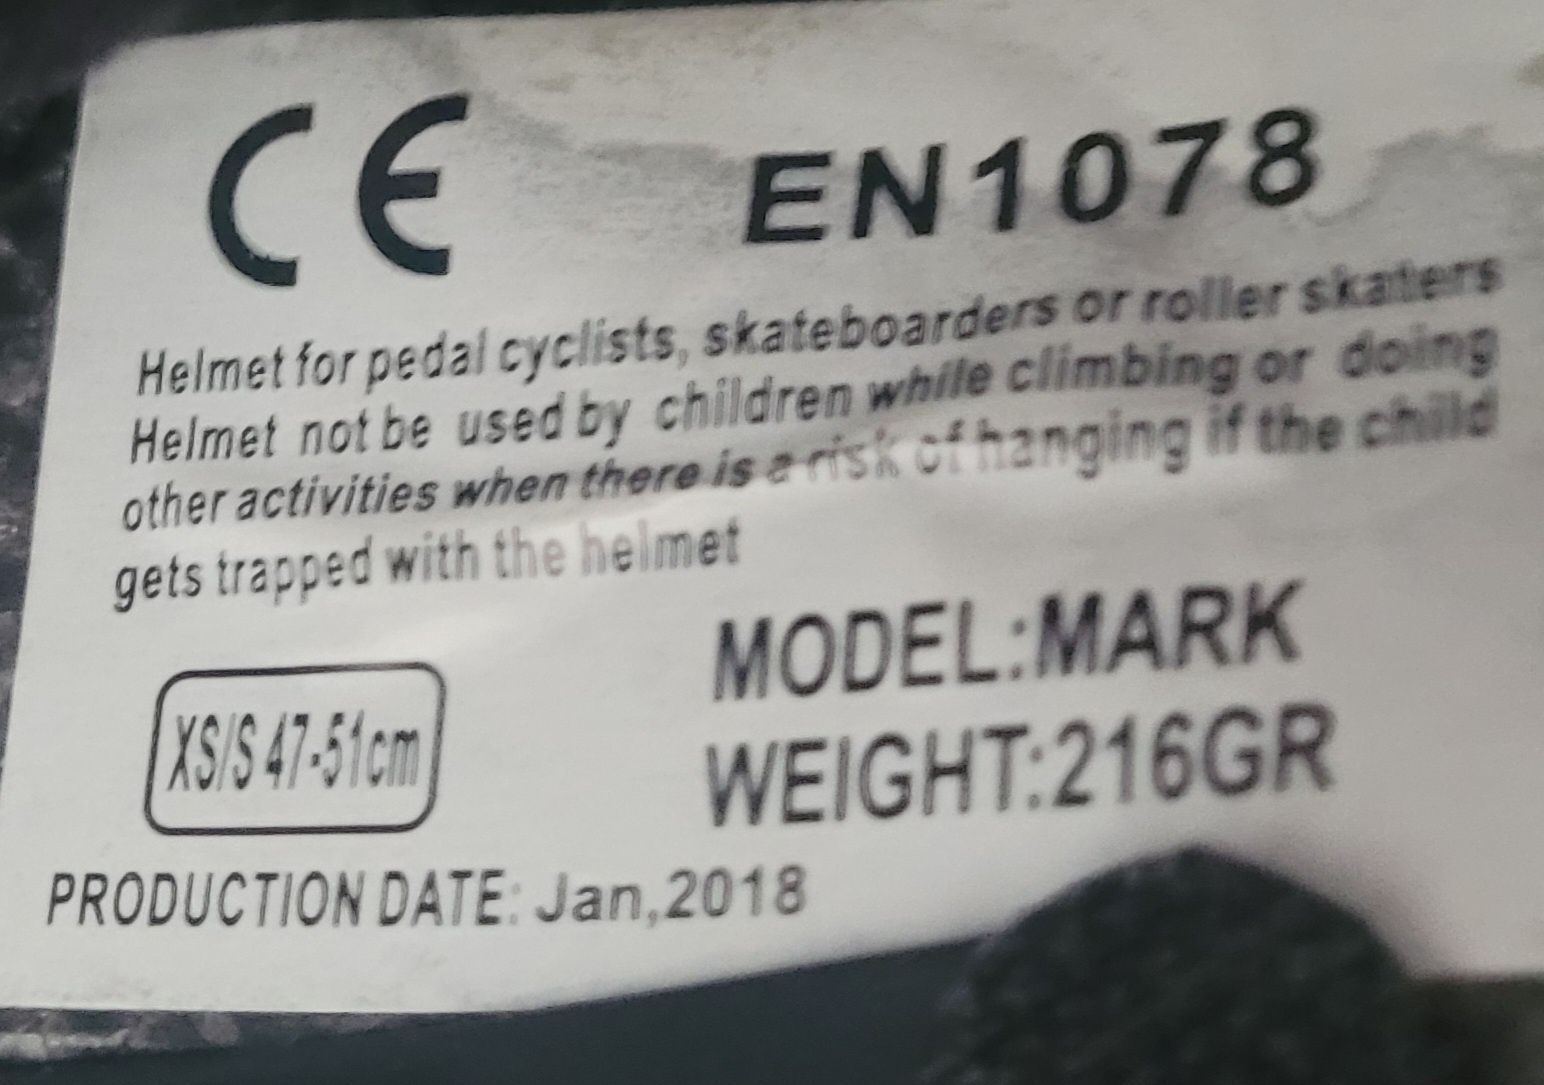 CE EN1078
Helmet for pedal cyclists, skateboarders or roller skaters
Helmet not be used by children while climbing or doing
other activities when there is a risk of hanging if the child
gets trapped with the helmet
MODEL:MARK
XS/S 47-51cm
WEIGHT:216GR
PRODUCTION DATE: Jan,2018